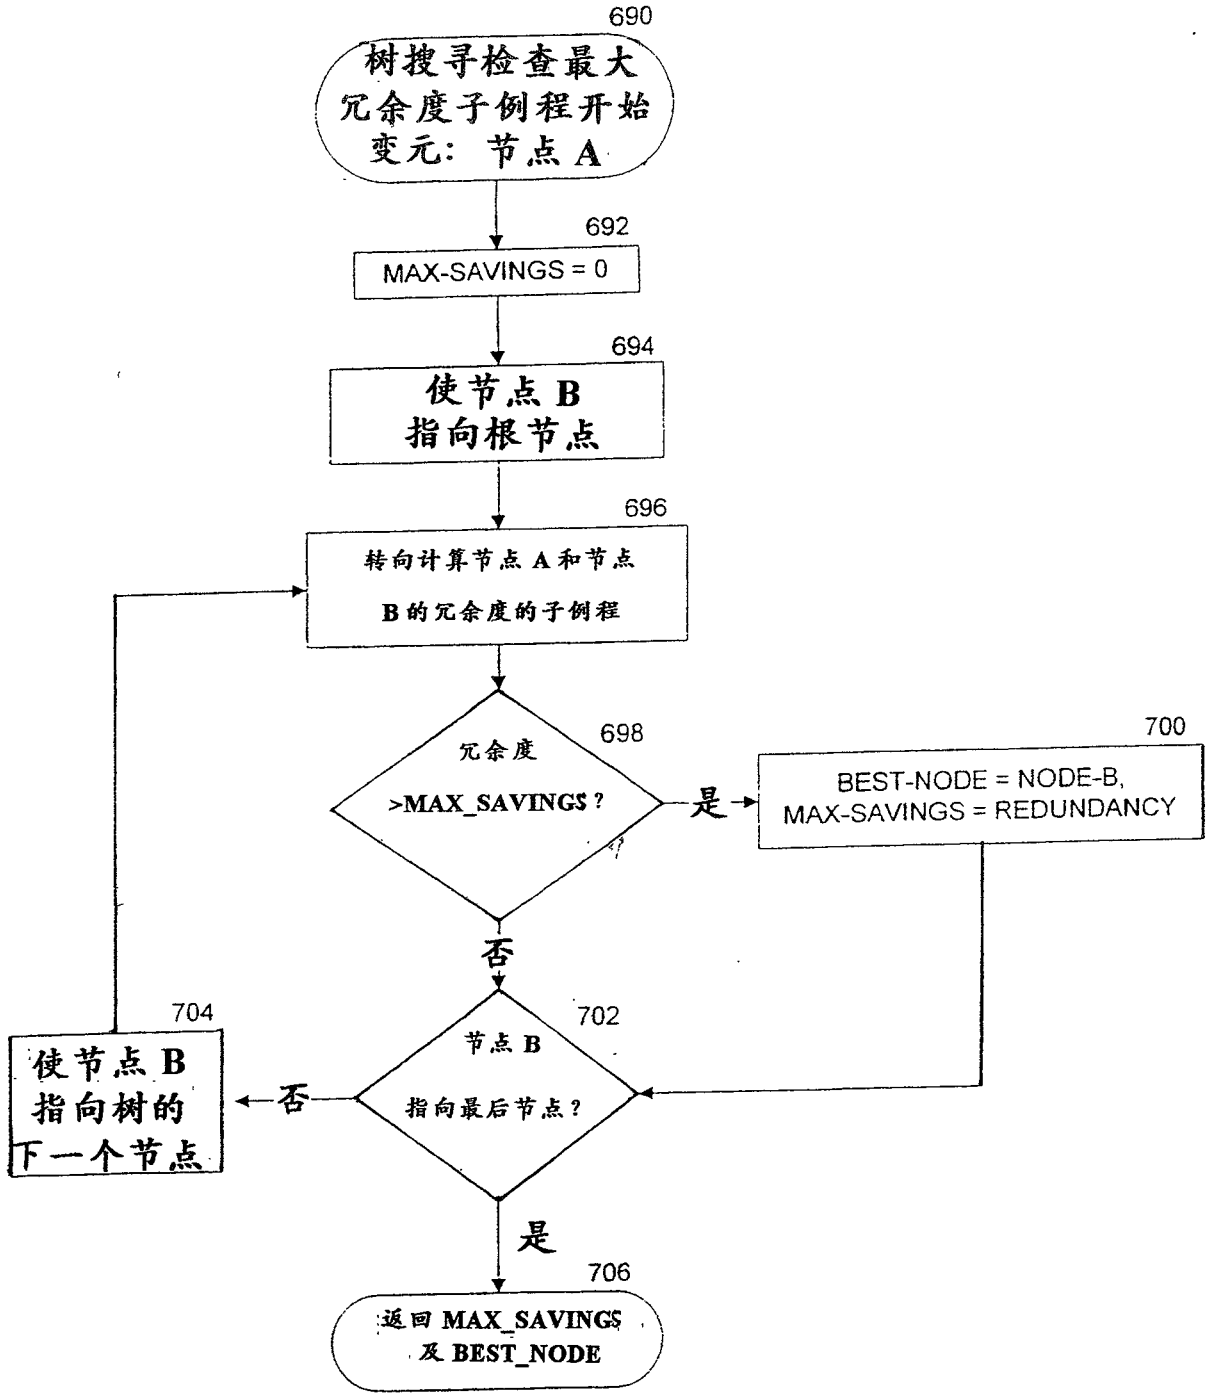 690
树搜寻检查最大
冗余度子例程开始
变元： 节点 A
692
MAX-SAVINGS = 0
694
使节点 B
指向根节点
696
转向计算节点 A 和节点
B 的冗余度的子例程
698
冗余度
>MAX_SAVINGS？
是
700
BEST-NODE = NODE-B,
MAX-SAVINGS = REDUNDANCY
否
702
节点 B
指向最后节点？
否
704
使节点 B
指向树的
下一个节点
是
706
返回 MAX_SAVINGS
及 BEST_NODE